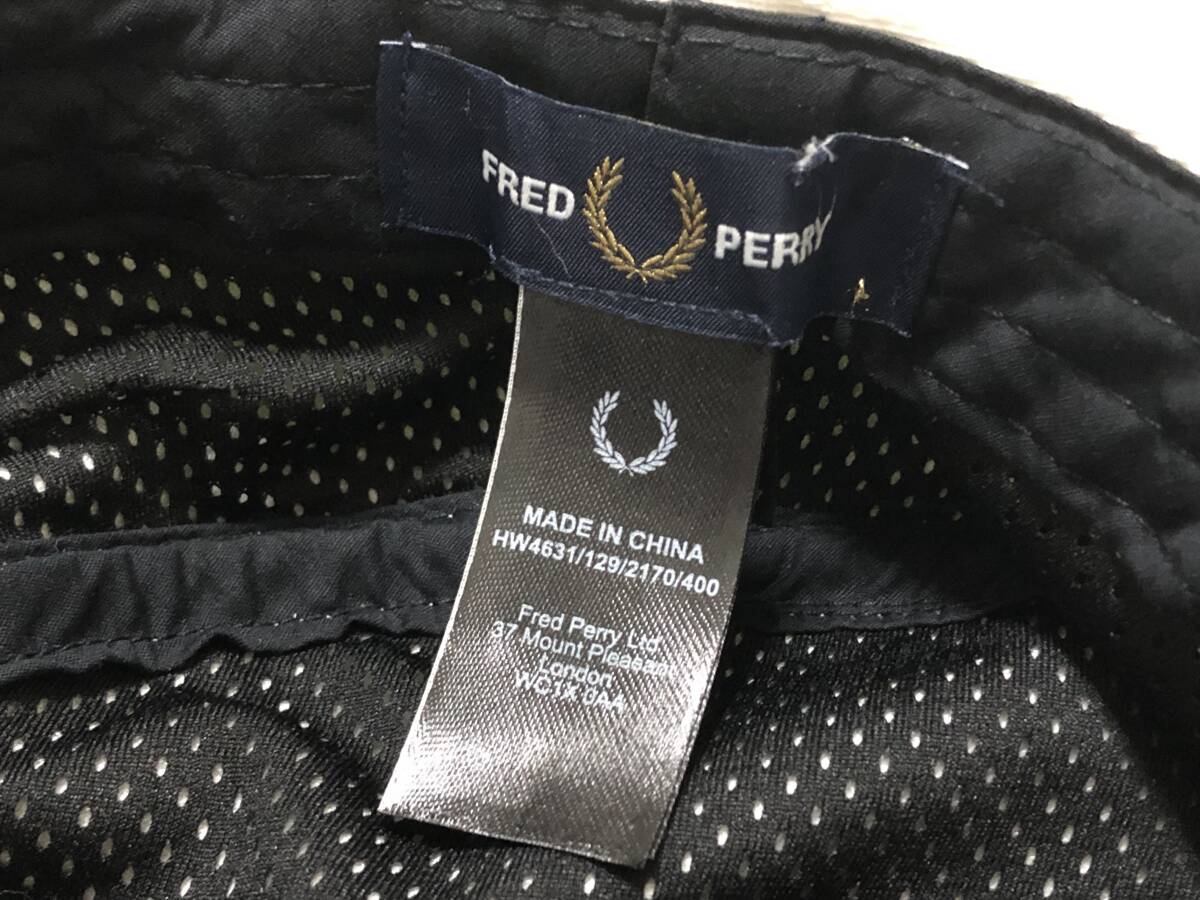 FRED PERRY
MADE IN CHINA
HW4631/129/2170/400
Fred Perry Ltd
37 Mount Pleasant
London
WC1X 0AA